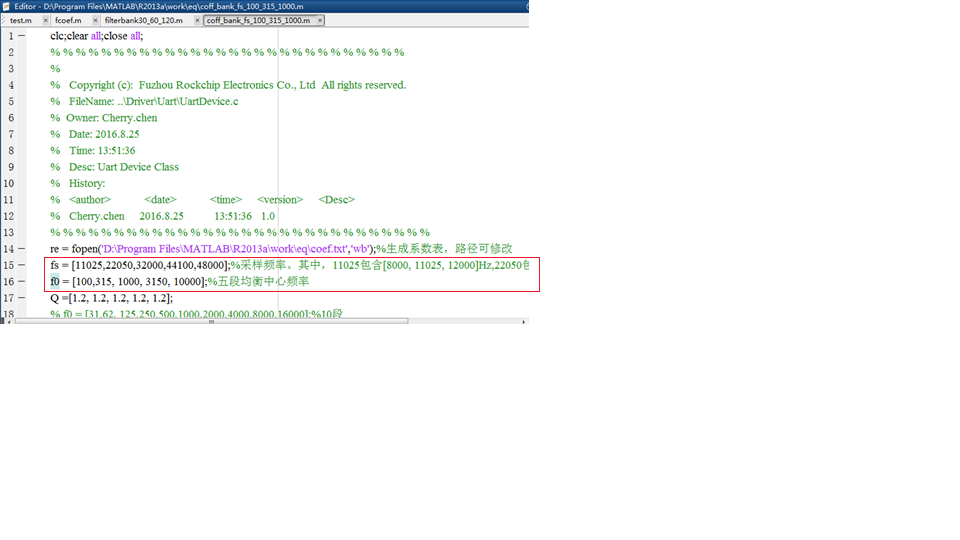 Editor - D:\Program Files\MATLAB\R2013a\work\eq\coff_bank_fs_100_315_1000.m
test.m × fcoef.m × filterbank30_60_120.m × coff_bank_fs_100_315_1000.m ×
1 — clc;clear all;close all;
2 % % % % % % % % % % % % % % % % % % % % % % % % % % % %
3 %
4 % Copyright (c): Fuzhou Rockchip Electronics Co., Ltd All rights reserved.
5 % FileName: ..\Driver\Uart\UartDevice.c
6 % Owner: Cherry.chen
7 % Date: 2016.8.25
8 % Time: 13:51:36
9 % Desc: Uart Device Class
10 % History:
11 % <author> <date> <time> <version> <Desc>
12 % Cherry.chen 2016.8.25 13:51:36 1.0
13 % % % % % % % % % % % % % % % % % % % % % % % % % % % % % %
14 — re = fopen('D:\Program Files\MATLAB\R2013a\work\eq\coef.txt','wb');%生成系数表，路径可修改
15 — fs = [11025,22050,32000,44100,48000];%采样频率。其中，11025包含[8000, 11025, 12000]Hz,22050包
16 — f0 = [100,315, 1000, 3150, 10000];%五段均衡中心频率
17 — Q =[1.2, 1.2, 1.2, 1.2, 1.2];
18 % f0 = [31.62, 125,250,500,1000,2000,4000,8000,16000];%10段